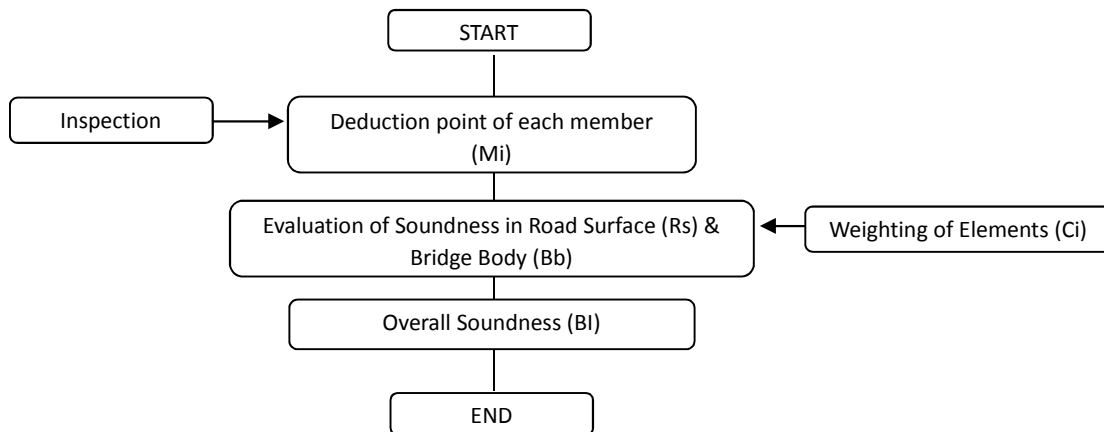 START
Inspection
Deduction point of each member
(Mi)
Evaluation of Soundness in Road Surface (Rs) &
Bridge Body (Bb)
Weighting of Elements (Ci)
Overall Soundness (BI)
END